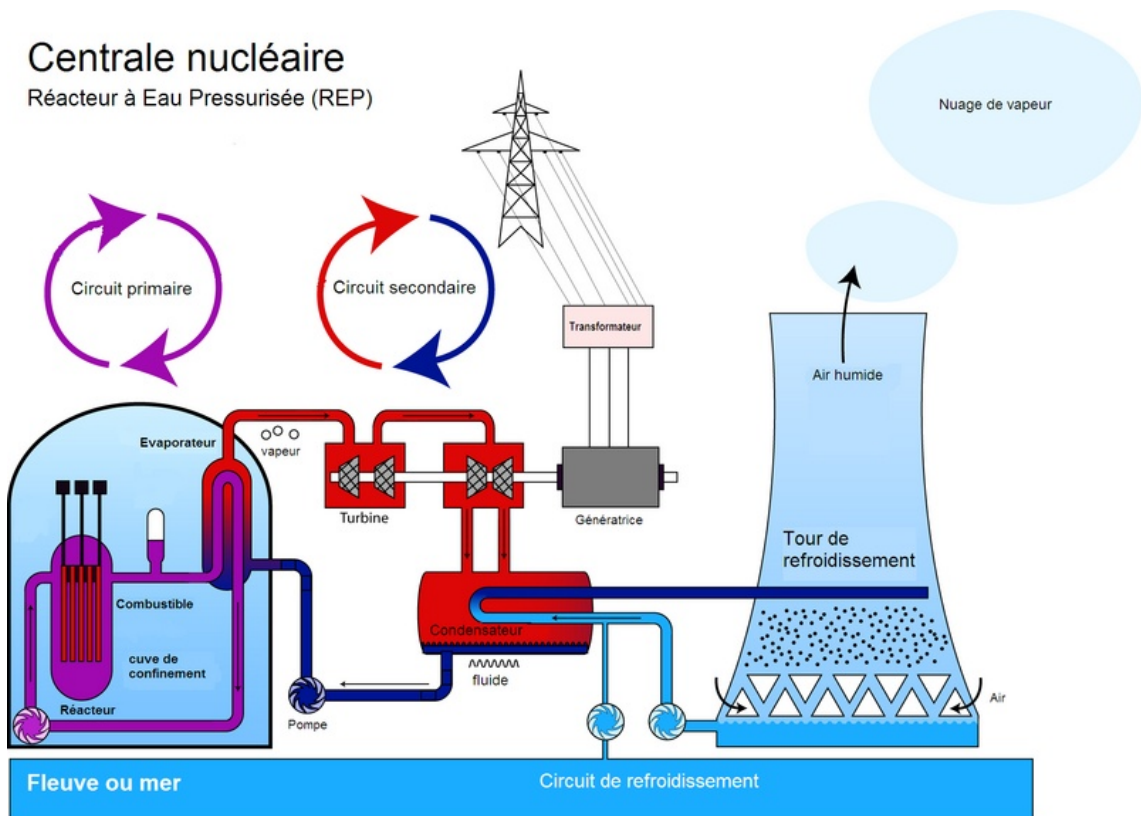 Centrale nucléaire
Réacteur à Eau Pressurisée (REP)
Nuage de vapeur
Circuit primaire
Circuit secondaire
Transformateur
Air humide
Evaporateur
vapeur
Turbine
Génératrice
Tour de
refroidissement
Combustible
Condensateur
cuve de
confinement
fluide
Réacteur
Pompe
Air
Fleuve ou mer
Circuit de refroidissement